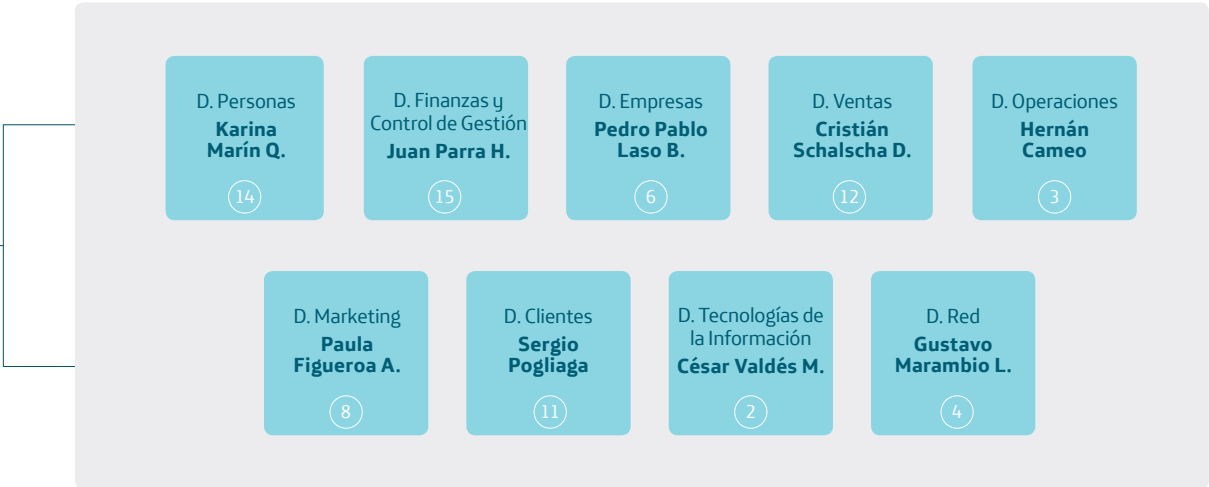 D. Personas
Karina
Marín Q.
14
D. Finanzas y
Control de Gestión
Juan Parra H.
15
D. Empresas
Pedro Pablo
Laso B.
6
D. Ventas
Cristián
Schalscha D.
12
D. Operaciones
Hernán
Cameo
3
D. Marketing
Paula
Figueroa A.
8
D. Clientes
Sergio
Pogliaga
11
D. Tecnologías de
la Información
César Valdés M.
2
D. Red
Gustavo
Marambio L.
4